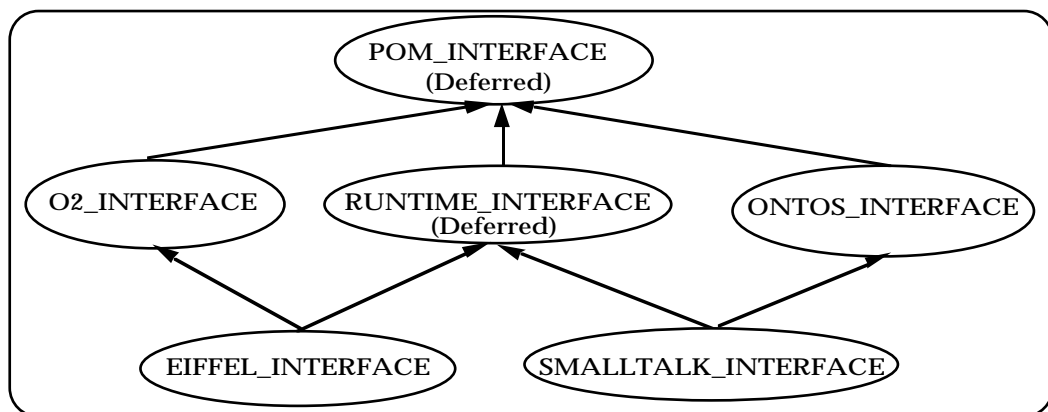 POM_INTERFACE
(Deferred)
O2_INTERFACE
RUNTIME_INTERFACE
(Deferred)
ONTOS_INTERFACE
EIFFEL_INTERFACE
SMALLTALK_INTERFACE